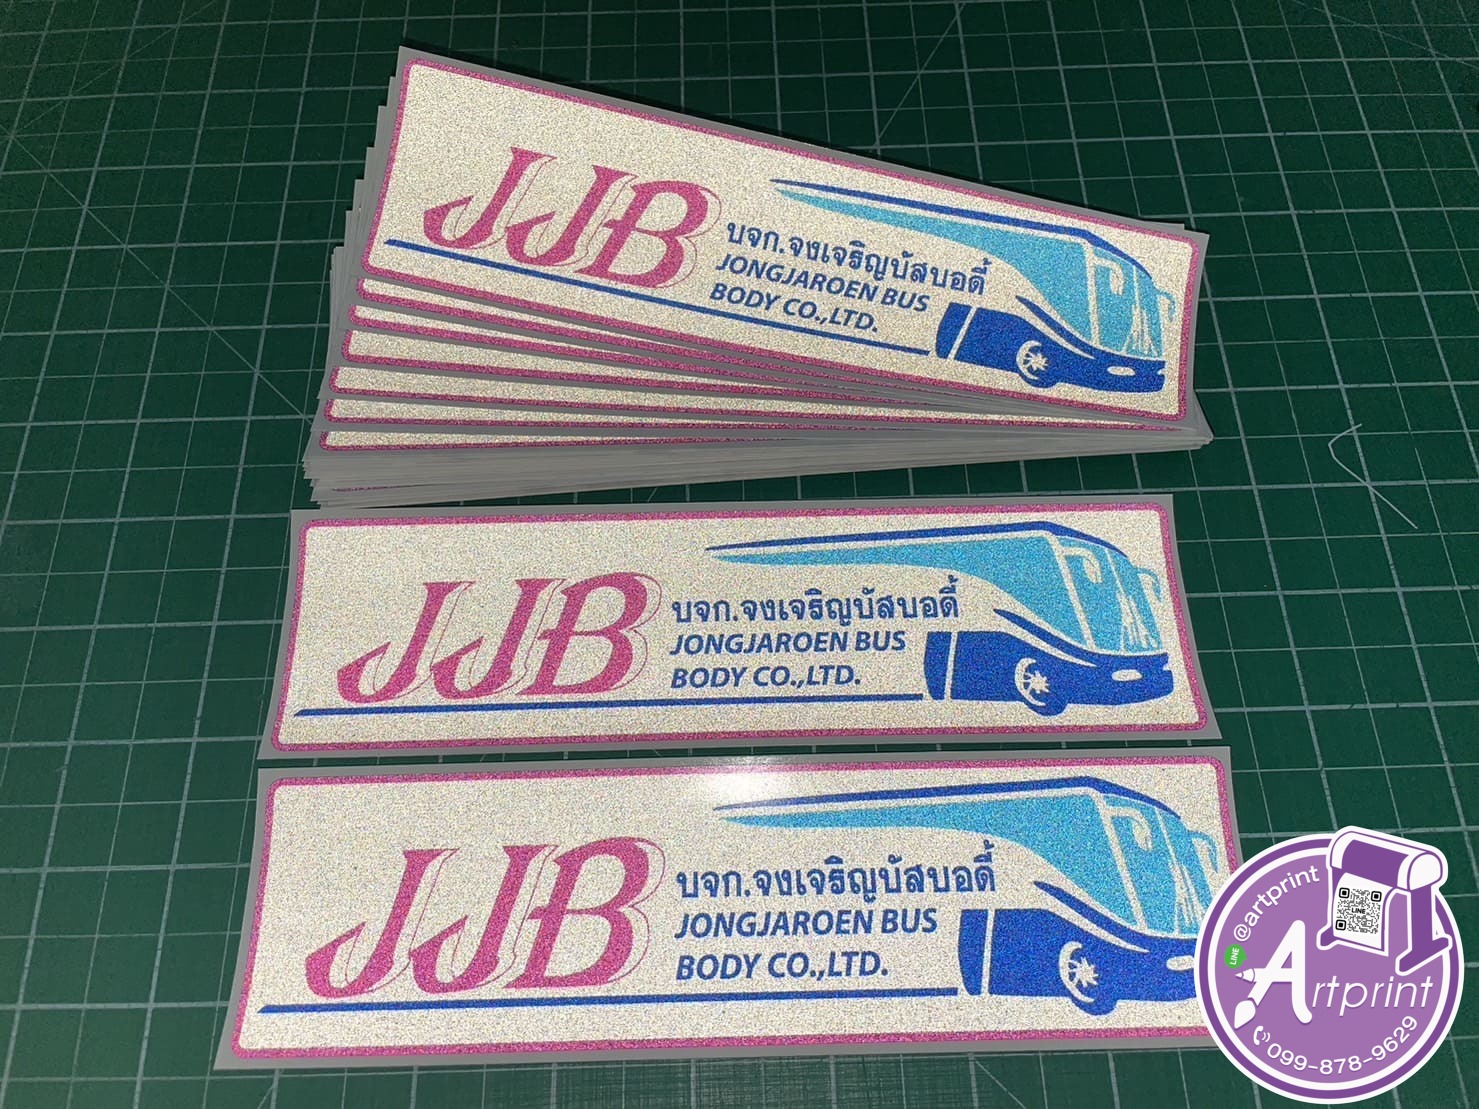 JJB
บจก.จงเจริญบัสบอดี้
JONGJAROEN BUS
BODY CO.,LTD.
JJB
บจก.จงเจริญบัสบอดี้
JONGJAROEN BUS
BODY CO.,LTD.
JJB
บจก.จงเจริญบัสบอดี้
JONGJAROEN BUS
BODY CO.,LTD.
LINE @artprint
LINE
Artprint
099-878-9629